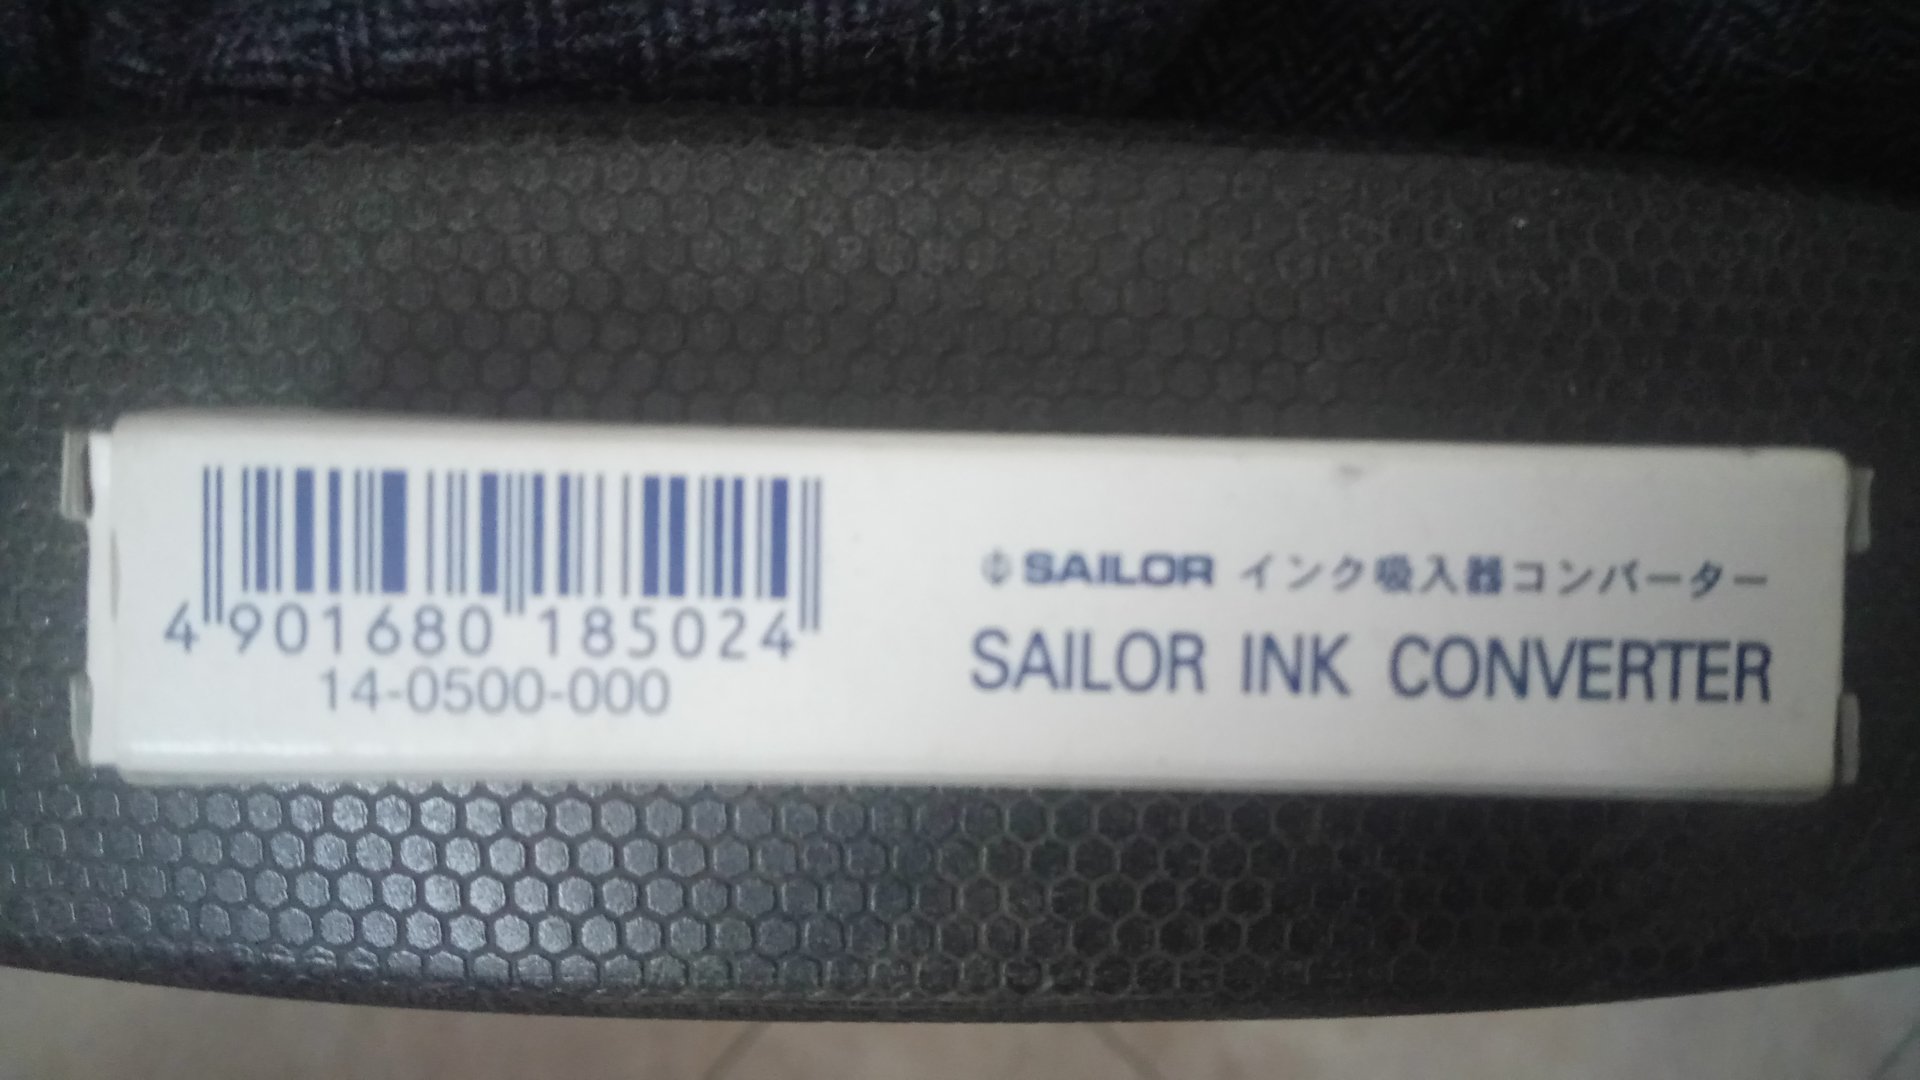 4 901680 185024
14-0500-000
SAILOR インク吸入器コンバーター
SAILOR INK CONVERTER